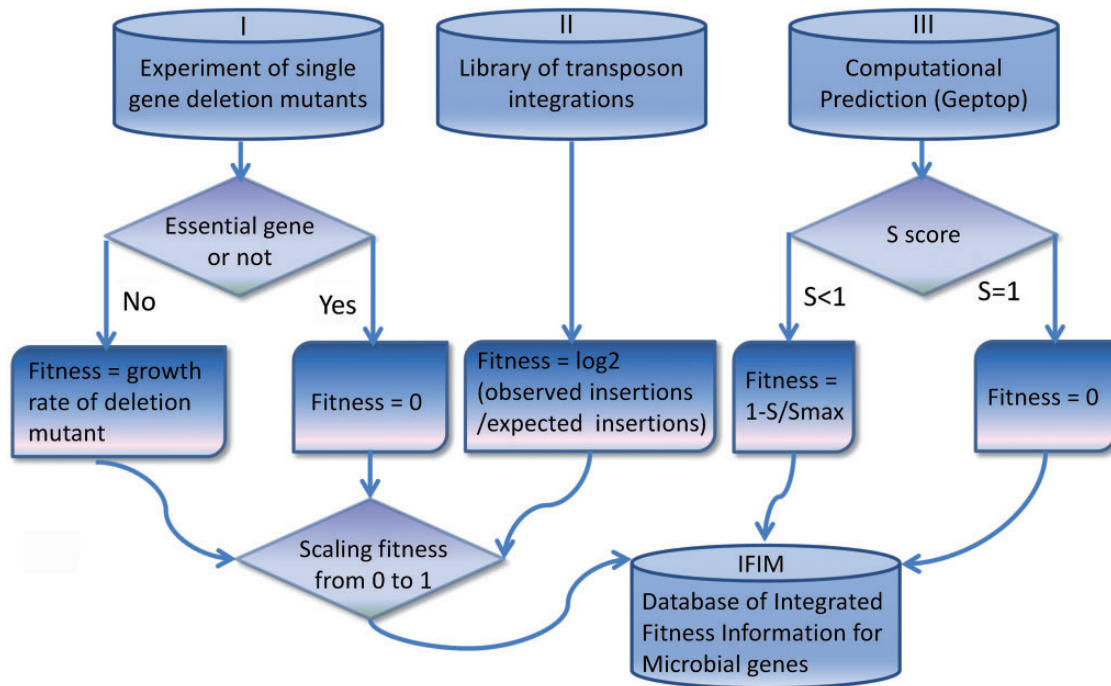 I
Experiment of single
gene deletion mutants
II
Library of transposon
integrations
III
Computational
Prediction (Geptop)
Essential gene
or not
S score
No
Yes
S<1
S=1
Fitness = growth
rate of deletion
mutant
Fitness = 0
Fitness = log2
(observed insertions
/expected insertions)
Fitness =
1-S/Smax
Fitness = 0
Scaling fitness
from 0 to 1
IFIM
Database of Integrated
Fitness Information for
Microbial genes